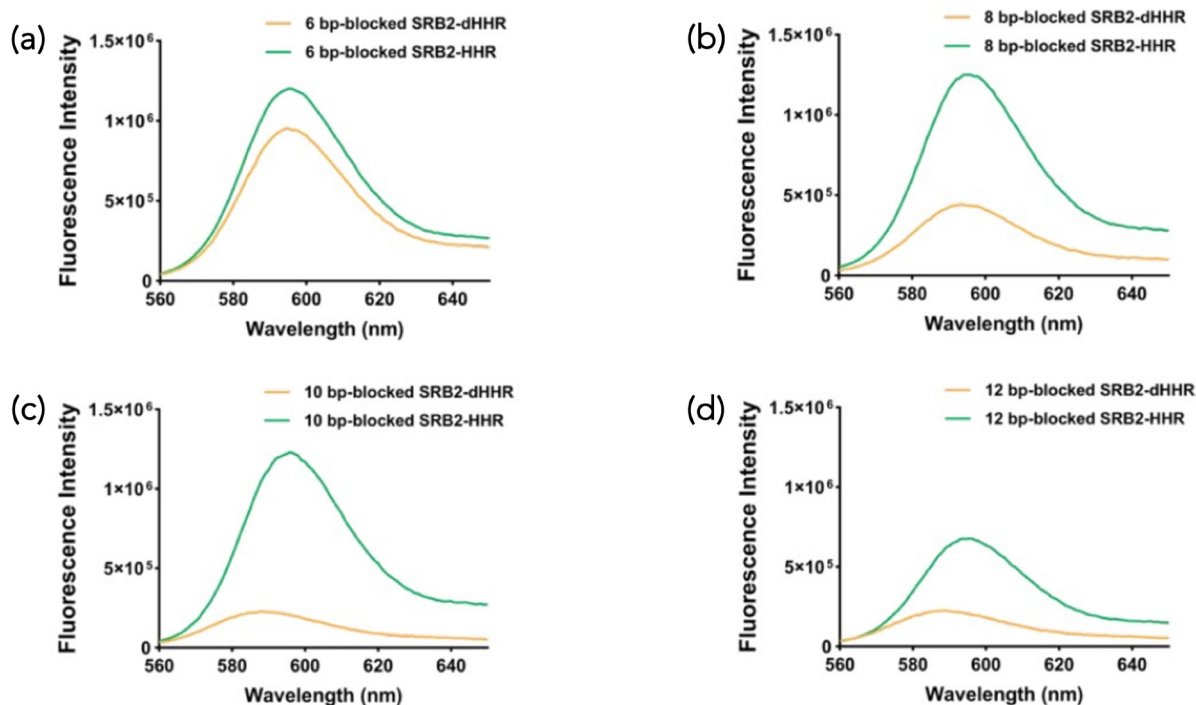 (a)
6 bp-blocked SRB2-dHHR
6 bp-blocked SRB2-HHR
Fluorescence Intensity
1.5×10⁶
1×10⁶
5×10⁵
0
560 580 600 620 640
Wavelength (nm)
(b)
8 bp-blocked SRB2-dHHR
8 bp-blocked SRB2-HHR
Fluorescence Intensity
1.5×10⁶
1×10⁶
5×10⁵
0
560 580 600 620 640
Wavelength (nm)
(c)
10 bp-blocked SRB2-dHHR
10 bp-blocked SRB2-HHR
Fluorescence Intensity
1.5×10⁶
1×10⁶
5×10⁵
0
560 580 600 620 640
Wavelength (nm)
(d)
12 bp-blocked SRB2-dHHR
12 bp-blocked SRB2-HHR
Fluorescence Intensity
1.5×10⁶
1×10⁶
5×10⁵
0
560 580 600 620 640
Wavelength (nm)